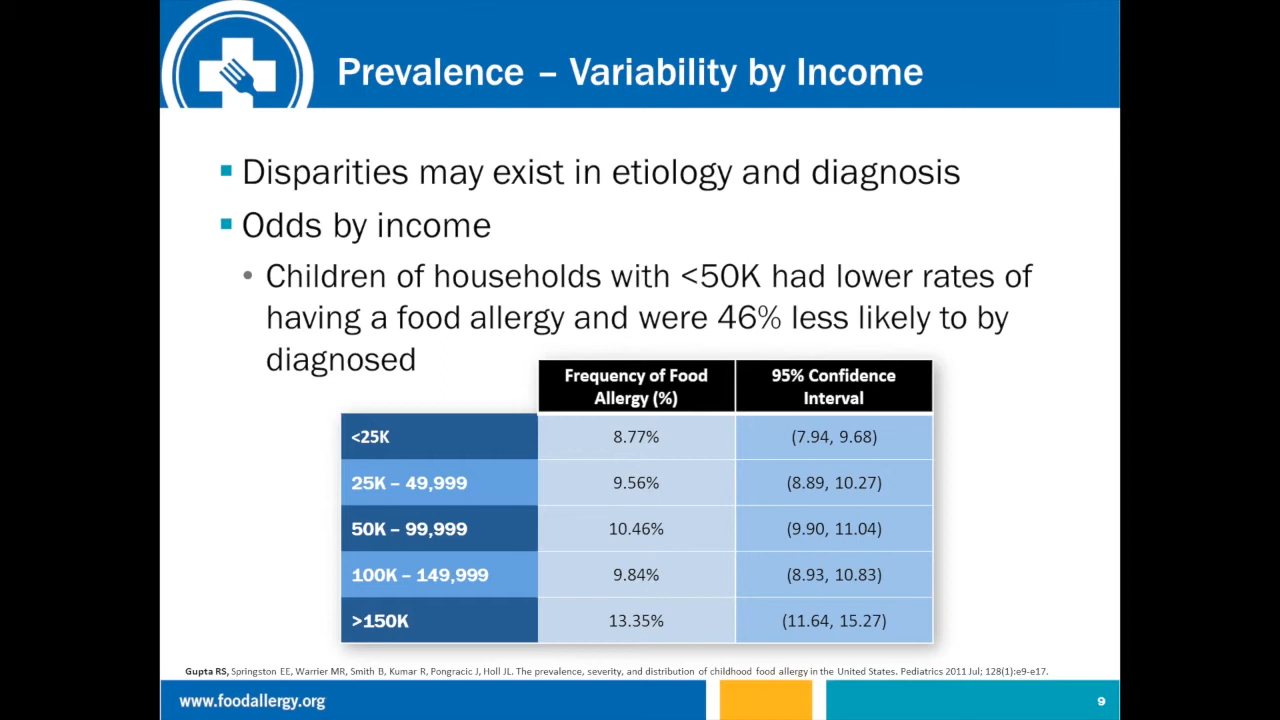 Prevalence – Variability by Income
Disparities may exist in etiology and diagnosis
Odds by income
Children of households with <50K had lower rates of
having a food allergy and were 46% less likely to by
diagnosed
Frequency of Food
Allergy (%)
95% Confidence
Interval
<25K 8.77% (7.94, 9.68)
25K – 49,999 9.56% (8.89, 10.27)
50K – 99,999 10.46% (9.90, 11.04)
100K – 149,999 9.84% (8.93, 10.83)
>150K 13.35% (11.64, 15.27)
Gupta RS, Springston EE, Warrier MR, Smith B, Kumar R, Pongracic J, Holl JL. The prevalence, severity, and distribution of childhood food allergy in the United States. Pediatrics 2011 Jul; 128(1):e9-e17.
www.foodallergy.org
9